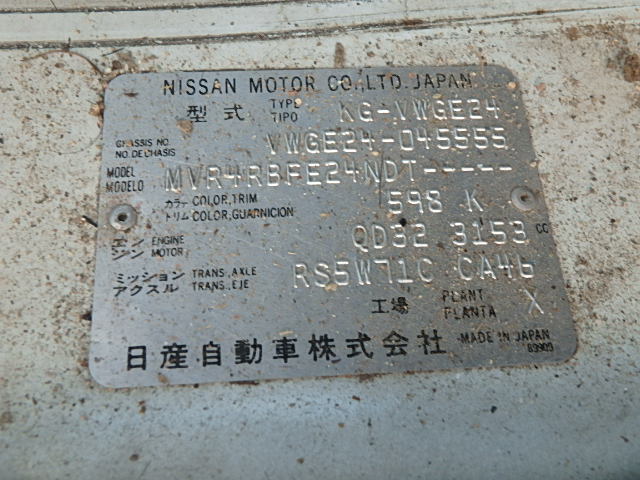 NISSAN MOTOR CO.,LTD. JAPAN
型式 TYPE TIPO KG-VWGE24
CHASSIS NO. NO. DE CHASIS VWGE24-045555
MODEL MODELO MVR4RBFE24NDT-----
カラー COLOR, TRIM トリム COLOR, GUARNICION 598 K
エンジン ENGINE MOTOR QD32 3153 CC
ミッション アクスル TRANS., AXLE TRANS., EJE RS5W71C CA46
工場 PLANT PLANTA X
日産自動車株式会社 MADE IN JAPAN